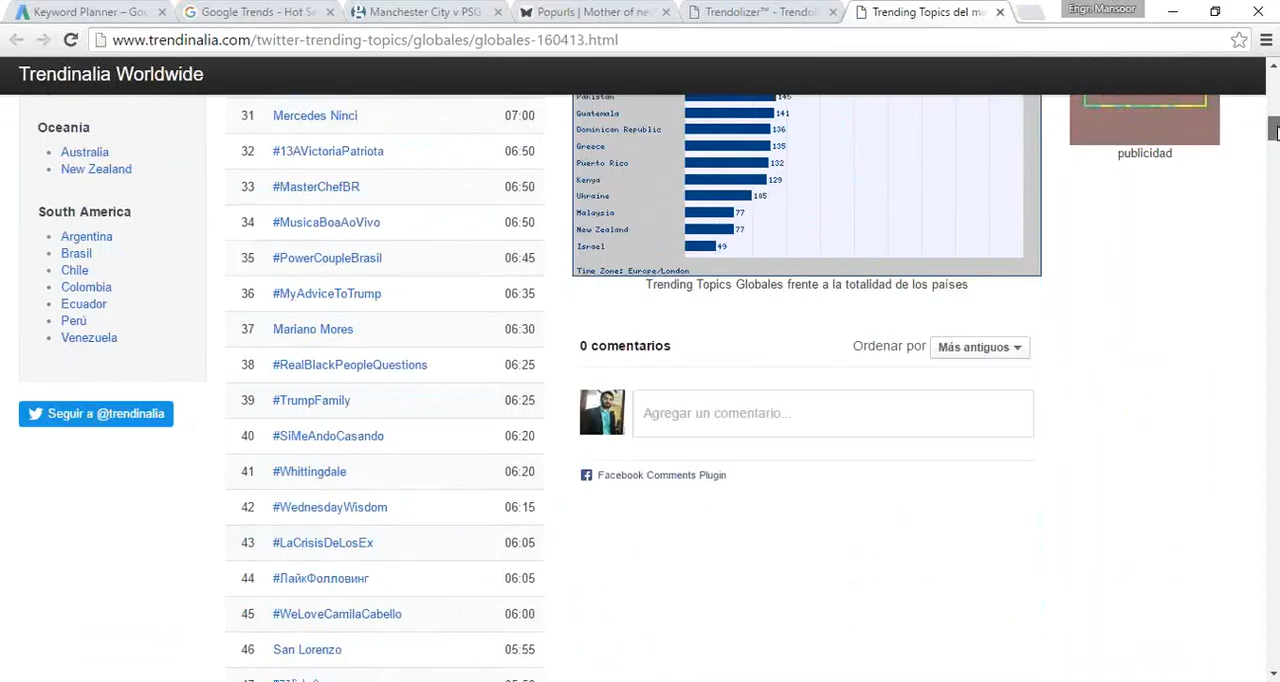 Keyword Planner – Goo
Google Trends - Hot Se
Manchester City v PSG
Popurls | Mother of ne
Trendolizer™ - Trendol
Trending Topics del mu
Engr. Mansoor
www.trendinalia.com/twitter-trending-topics/globales/globales-160413.html
Trendinalia Worldwide
Oceanía
Australia
New Zealand
South America
Argentina
Brasil
Chile
Colombia
Ecuador
Perú
Venezuela
Seguir a @trendinalia
31 Mercedes Ninci 07:00
32 #13AVictoriaPatriota 06:50
33 #MasterChefBR 06:50
34 #MusicaBoaAoVivo 06:50
35 #PowerCoupleBrasil 06:45
36 #MyAdviceToTrump 06:35
37 Mariano Mores 06:30
38 #RealBlackPeopleQuestions 06:25
39 #TrumpFamily 06:25
40 #SiMeAndoCasando 06:20
41 #Whittingdale 06:20
42 #WednesdayWisdom 06:15
43 #LaCrisisDeLosEx 06:05
44 #ЛайкФолловинг 06:05
45 #WeLoveCamilaCabello 06:00
46 San Lorenzo 05:55
Pakistan 145
Guatemala 141
Dominican Republic 136
Greece 135
Puerto Rico 132
Kenya 129
Ukraine 105
Malaysia 77
New Zealand 77
Israel 49
Time Zone: Europe/London
Trending Topics Globales frente a la totalidad de los países
0 comentarios
Ordenar por Más antiguos
Agregar un comentario...
Facebook Comments Plugin
publicidad